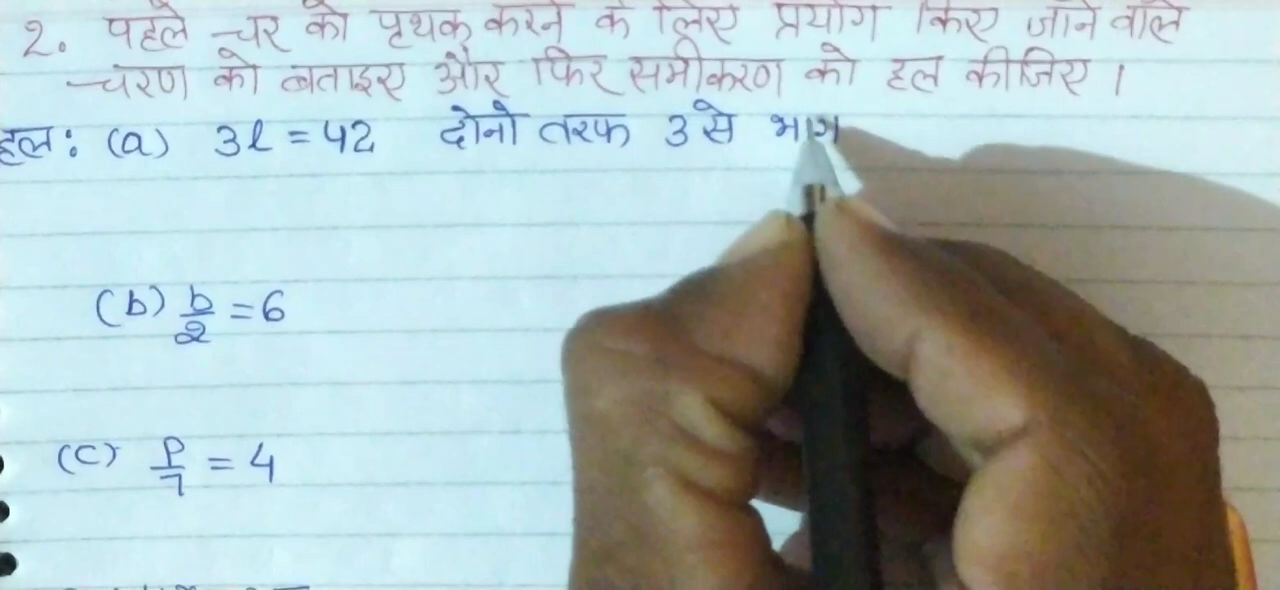 2. पहले चर को पृथक करने के लिए प्रयोग किए जाने वाले
चरण को बताइए और फिर समीकरण को हल कीजिए।
हल: (a) 3l = 42 दोनो तरफ 3 से भाग
(b) b/2 = 6
(c) p/7 = 4